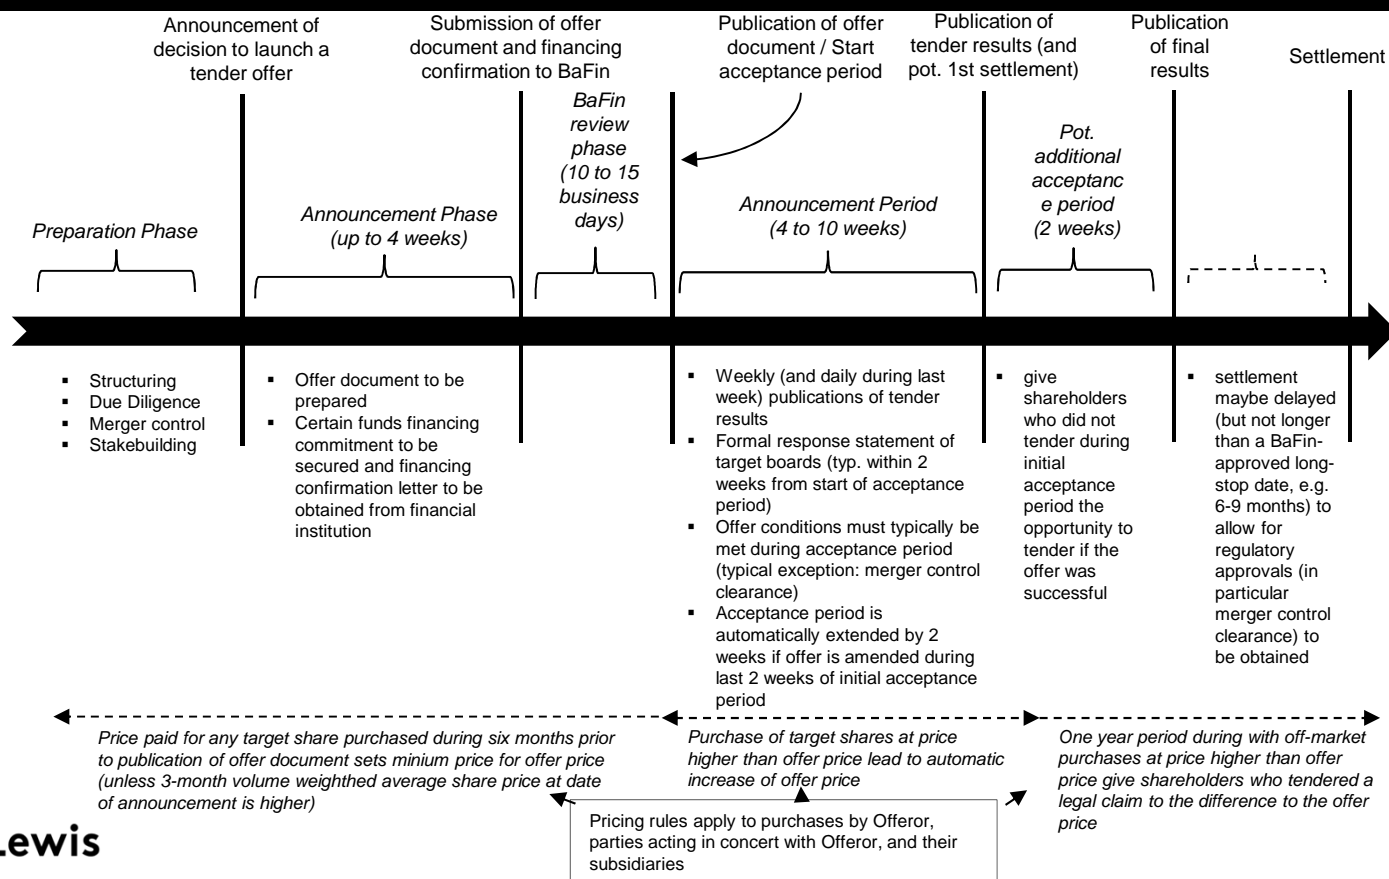 Announcement of
decision to launch a
tender offer
Submission of offer
document and financing
confirmation to BaFin
Publication of offer
document / Start
acceptance period
Publication of
tender results (and
pot. 1st settlement)
Publication
of final
results
Settlement
Preparation Phase
Announcement Phase
(up to 4 weeks)
BaFin
review
phase
(10 to 15
business
days)
Announcement Period
(4 to 10 weeks)
Pot.
additional
acceptanc
e period
(2 weeks)
▪ Structuring
▪ Due Diligence
▪ Merger control
▪ Stakebuilding
▪ Offer document to be
prepared
▪ Certain funds financing
commitment to be
secured and financing
confirmation letter to be
obtained from financial
institution
▪ Weekly (and daily during last
week) publications of tender
results
▪ Formal response statement of
target boards (typ. within 2
weeks from start of acceptance
period)
▪ Offer conditions must typically be
met during acceptance period
(typical exception: merger control
clearance)
▪ Acceptance period is
automatically extended by 2
weeks if offer is amended during
last 2 weeks of initial acceptance
period
▪ give
shareholders
who did not
tender during
initial
acceptance
period the
opportunity to
tender if the
offer was
successful
▪ settlement
maybe delayed
(but not longer
than a BaFin-
approved long-
stop date, e.g.
6-9 months) to
allow for
regulatory
approvals (in
particular
merger control
clearance) to
be obtained
Price paid for any target share purchased during six months prior
to publication of offer document sets minium price for offer price
(unless 3-month volume weighthed average share price at date
of announcement is higher)
Purchase of target shares at price
higher than offer price lead to automatic
increase of offer price
One year period during with off-market
purchases at price higher than offer
price give shareholders who tendered a
legal claim to the difference to the offer
price
Pricing rules apply to purchases by Offeror,
parties acting in concert with Offeror, and their
subsidiaries
Lewis